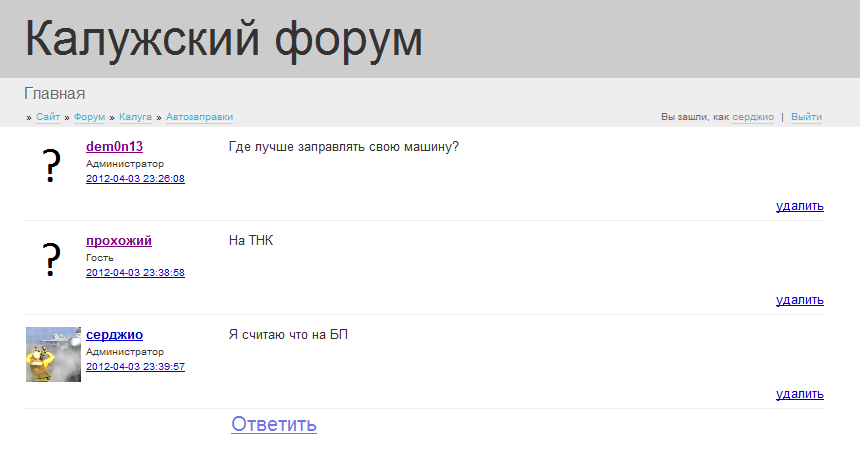 Калужский форум
Главная
» Сайт » Форум » Калуга » Автозаправки
Вы зашли, как серджио | Выйти
? dem0n13
Где лучше заправлять свою машину?
Администратор
2012-04-03 23:26:08
удалить
? прохожий
На ТНК
Гость
2012-04-03 23:38:58
удалить
серджио
Я считаю что на БП
Администратор
2012-04-03 23:39:57
удалить
Ответить